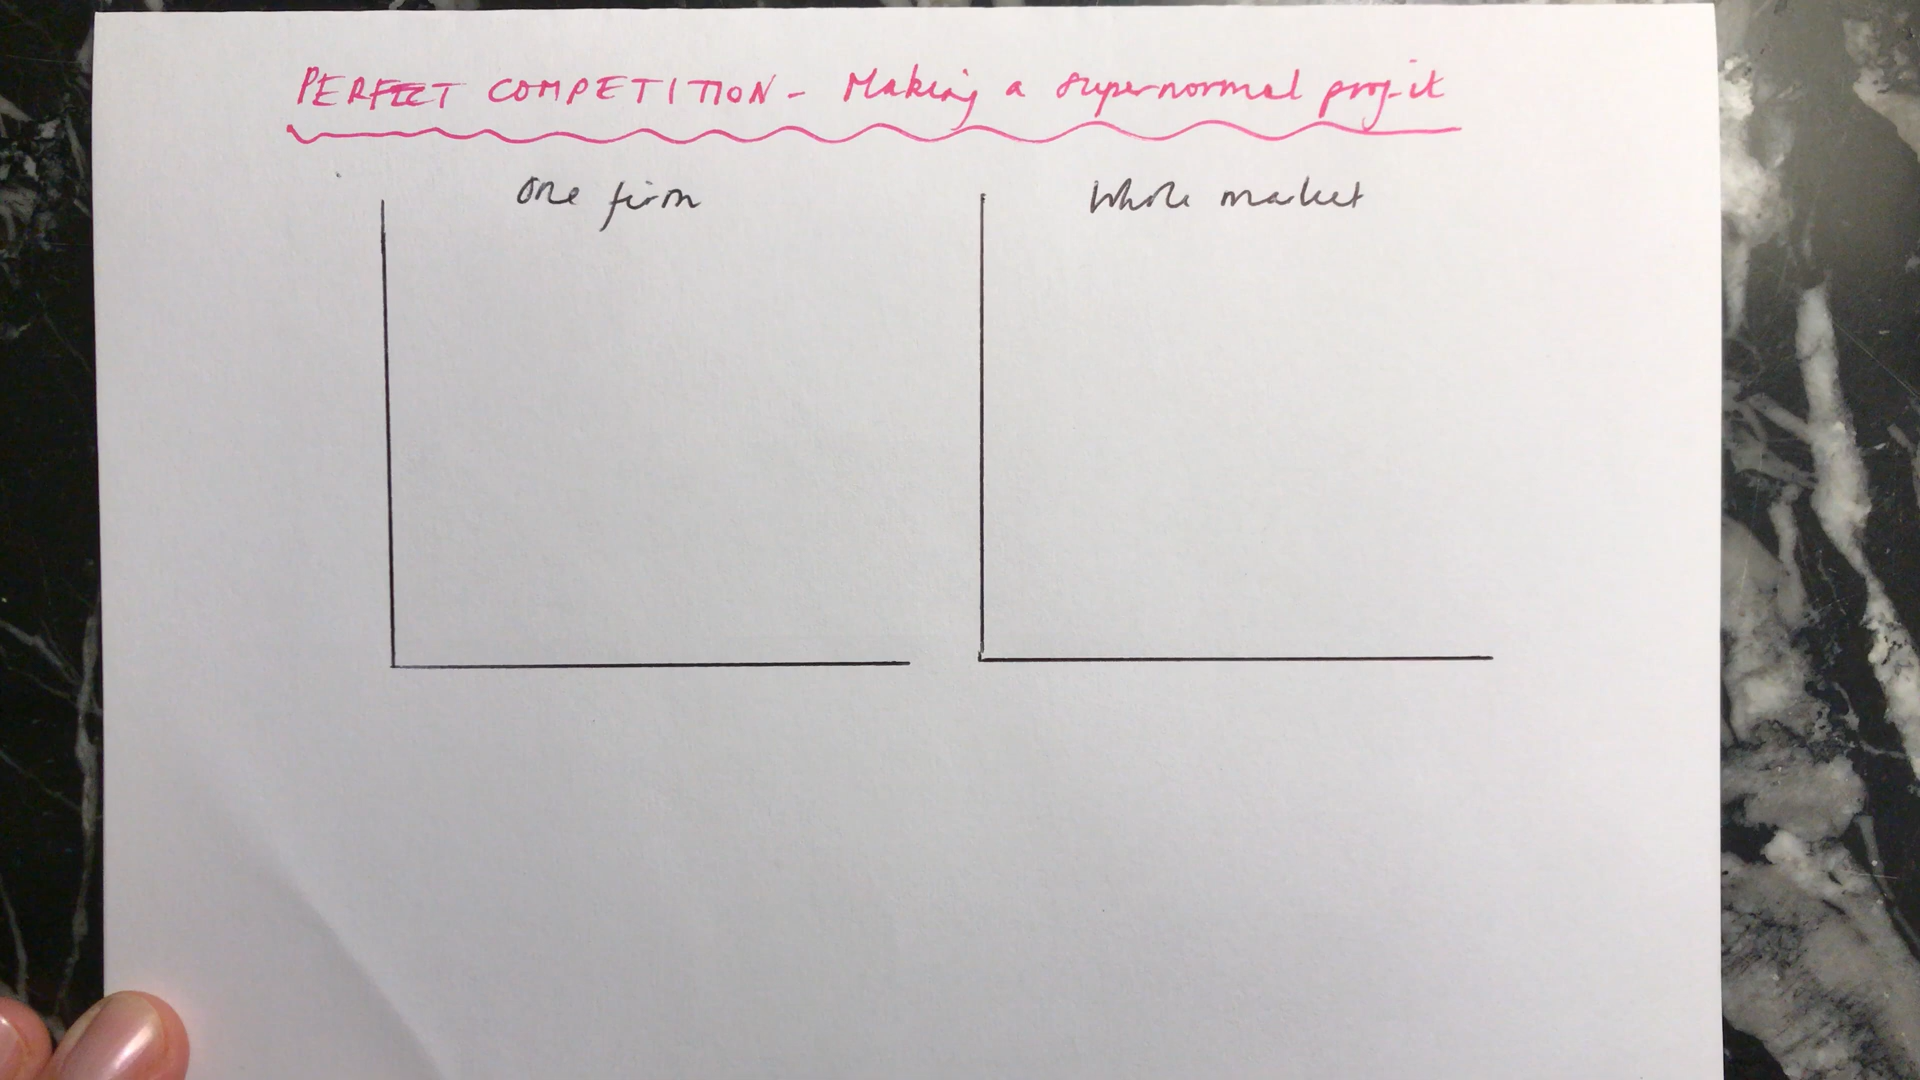 PERFECT COMPETITION - Making a supernormal profit
One firm
Whole market